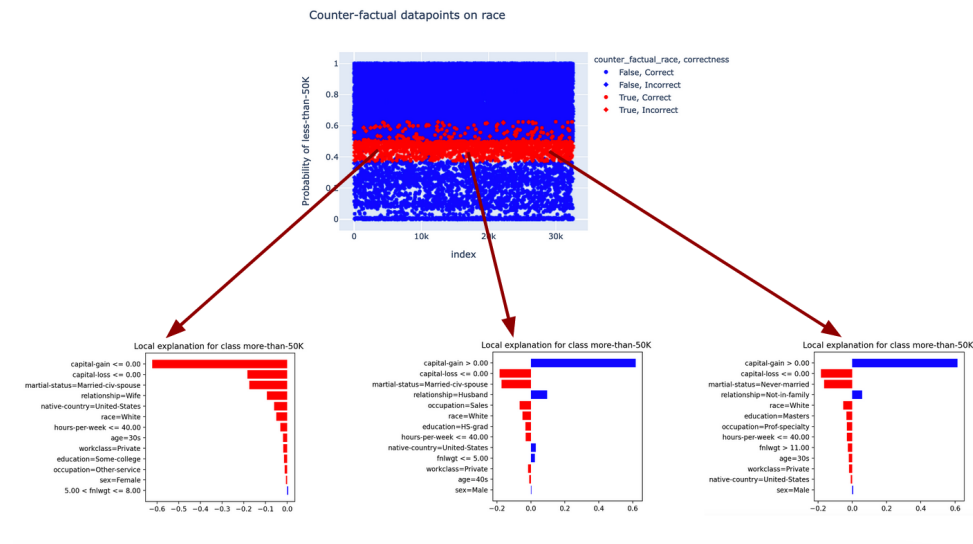 Counter-factual datapoints on race
counter_factual_race, correctness
False, Correct
False, Incorrect
True, Correct
True, Incorrect
Probability of less-than-50K
1
0.8
0.6
0.4
0.2
0
0
10k
20k
30k
index
Local explanation for class more-than-50K
capital-gain <= 0.00
capital-loss <= 0.00
martial-status=Married-civ-spouse
relationship=Wife
native-country=United-States
race=White
hours-per-week <= 40.00
age=30s
workclass=Private
education=Some-college
occupation=Other-service
sex=Female
5.00 < fnlwgt <= 8.00
−0.6 −0.5 −0.4 −0.3 −0.2 −0.1 0.0
Local explanation for class more-than-50K
capital-gain > 0.00
capital-loss <= 0.00
martial-status=Married-civ-spouse
relationship=Husband
occupation=Sales
race=White
education=HS-grad
hours-per-week <= 40.00
native-country=United-States
fnlwgt <= 5.00
workclass=Private
age=40s
sex=Male
−0.2 0.0 0.2 0.4 0.6
Local explanation for class more-than-50K
capital-gain > 0.00
capital-loss <= 0.00
martial-status=Never-married
relationship=Not-in-family
race=White
education=Masters
occupation=Prof-specialty
hours-per-week <= 40.00
fnlwgt > 11.00
age=30s
workclass=Private
native-country=United-States
sex=Male
−0.2 0.0 0.2 0.4 0.6